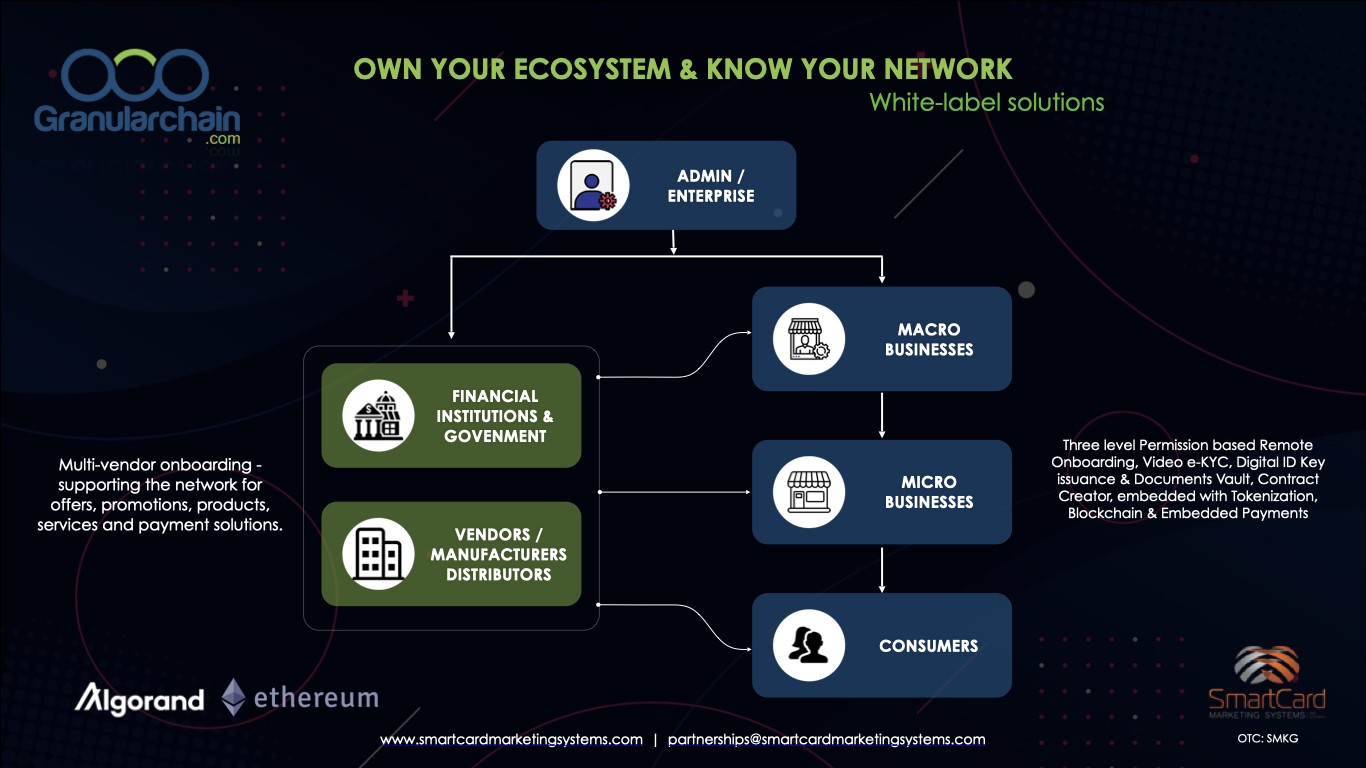 Granularchain
.com
OWN YOUR ECOSYSTEM & KNOW YOUR NETWORK
White-label solutions
ADMIN /
ENTERPRISE
MACRO
BUSINESSES
FINANCIAL
INSTITUTIONS &
GOVENMENT
MICRO
BUSINESSES
VENDORS /
MANUFACTURERS
DISTRIBUTORS
CONSUMERS
Multi-vendor onboarding -
supporting the network for
offers, promotions, products,
services and payment solutions.
Three level Permission based Remote
Onboarding, Video e-KYC, Digital ID Key
issuance & Documents Vault, Contract
Creator, embedded with Tokenization,
Blockchain & Embedded Payments
Algorand
ethereum
SmartCard
MARKETING SYSTEMS
OTC: SMKG
www.smartcardmarketingsystems.com | partnerships@smartcardmarketingsystems.com